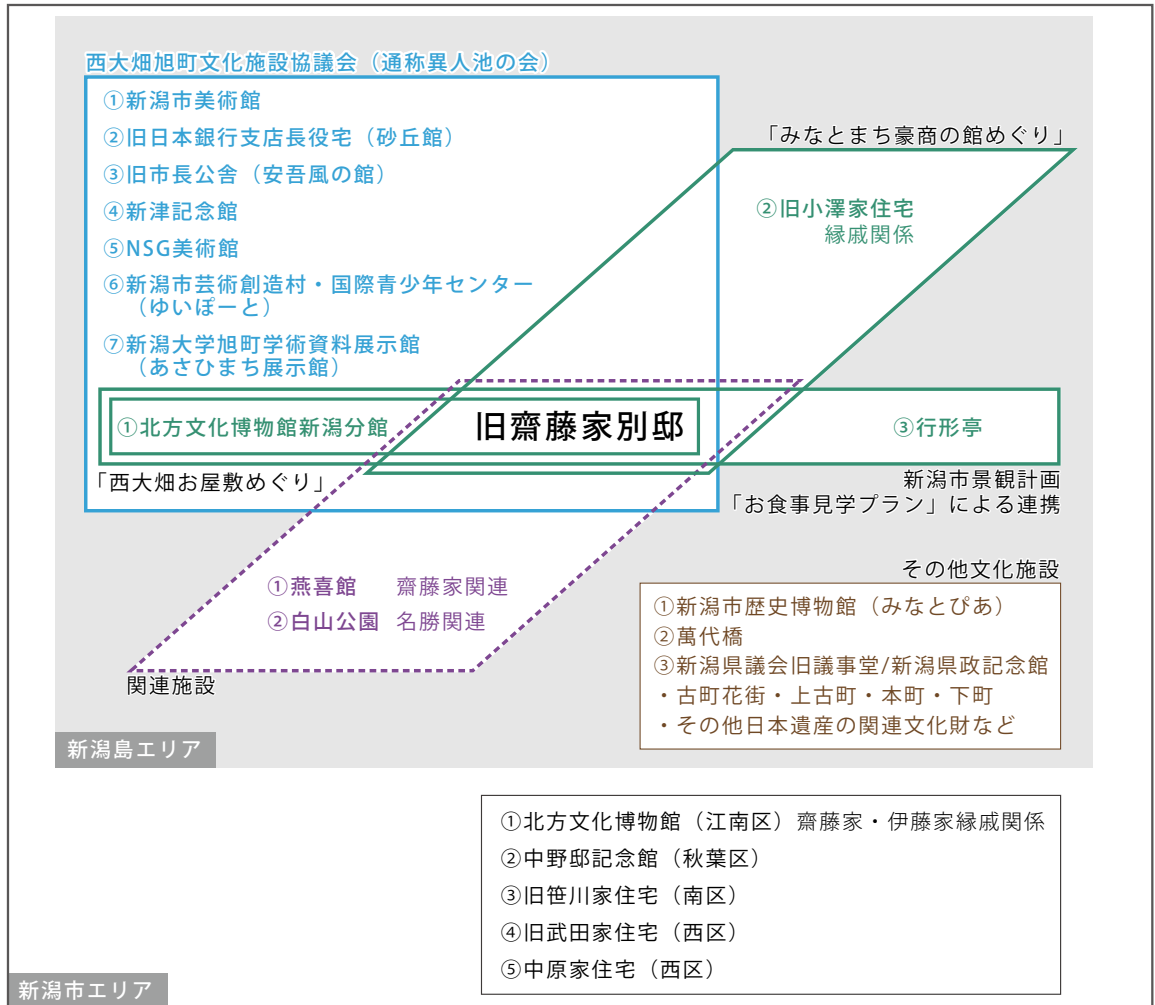 西大畑旭町文化施設協議会（通称異人池の会）
①新潟市美術館
②旧日本銀行支店長役宅（砂丘館）
③旧市長公舎（安吾風の館）
④新津記念館
⑤NSG美術館
⑥新潟市芸術創造村・国際青少年センター
（ゆいぽーと）
⑦新潟大学旭町学術資料展示館
（あさひまち展示館）
「みなとまち豪商の館めぐり」
②旧小澤家住宅
縁戚関係
①北方文化博物館新潟分館
旧齋藤家別邸
③行形亭
「西大畑お屋敷めぐり」
新潟市景観計画
「お食事見学プラン」による連携
①燕喜館 齋藤家関連
②白山公園 名勝関連
関連施設
その他文化施設
①新潟市歴史博物館（みなとぴあ）
②萬代橋
③新潟県議会旧議事堂/新潟県政記念館
・古町花街・上古町・本町・下町
・その他日本遺産の関連文化財など
新潟島エリア
①北方文化博物館（江南区）齋藤家・伊藤家縁戚関係
②中野邸記念館（秋葉区）
③旧笹川家住宅（南区）
④旧武田家住宅（西区）
⑤中原家住宅（西区）
新潟市エリア